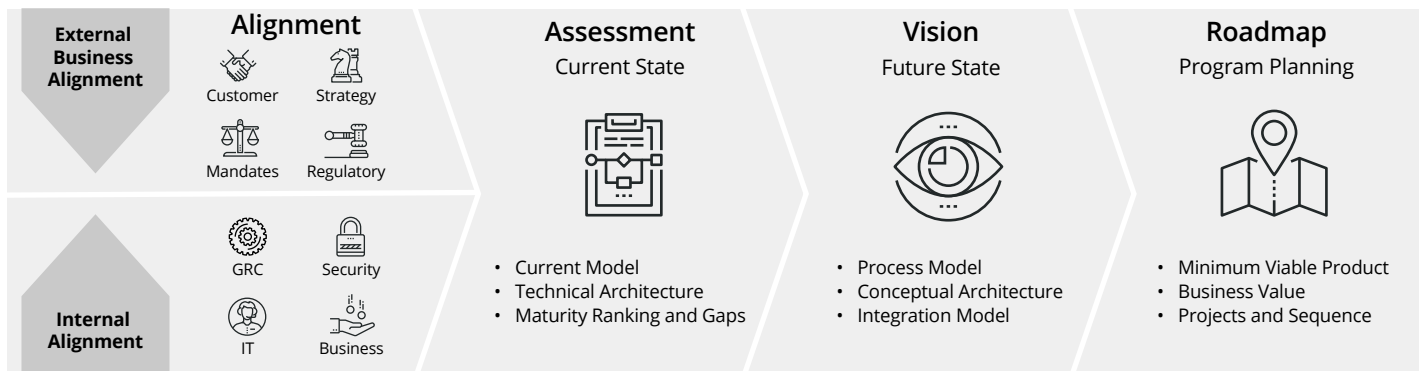 External
Business
Alignment
Alignment
Customer
Strategy
Mandates
Regulatory
Internal
Alignment
GRC
Security
IT
Business
Assessment
Current State
• Current Model
• Technical Architecture
• Maturity Ranking and Gaps
Vision
Future State
• Process Model
• Conceptual Architecture
• Integration Model
Roadmap
Program Planning
• Minimum Viable Product
• Business Value
• Projects and Sequence